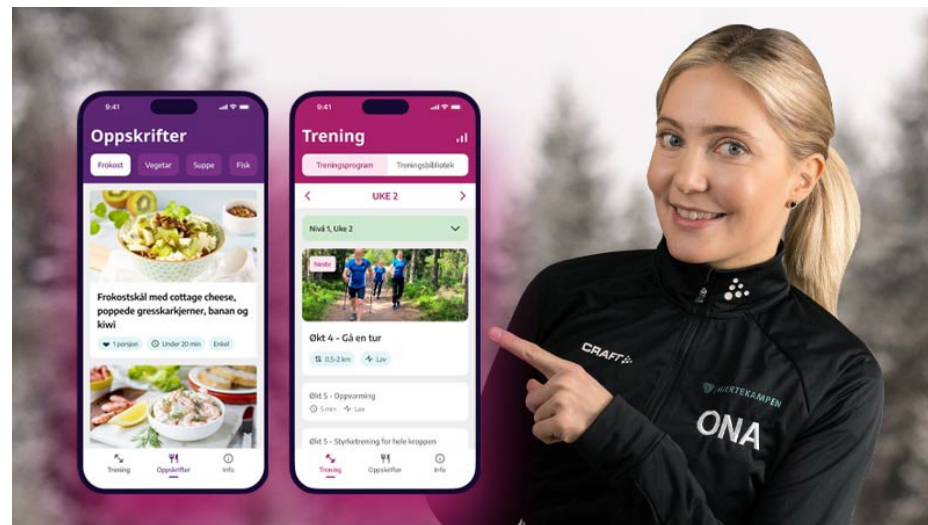 9:41
Oppskrifter
Frokost
Vegetar
Suppe
Fisk
Frokostskål med cottage cheese,
poppede gresskarkjerner, banan og
kiwi
1 porsjon
Under 20 min
Enkel
Trening
Oppskrifter
Info
9:41
Trening
Treningsprogram
Treningsbibliotek
UKE 2
Nivå 1, Uke 2
Neste
Økt 4 - Gå en tur
0,5-2 km
Lav
Økt 5 - Oppvarming
5 min
Lav
Økt 5 - Styrketrening for hele kroppen
Trening
Oppskrifter
Info
CRAFT
HJERTEKAMPEN
ONA